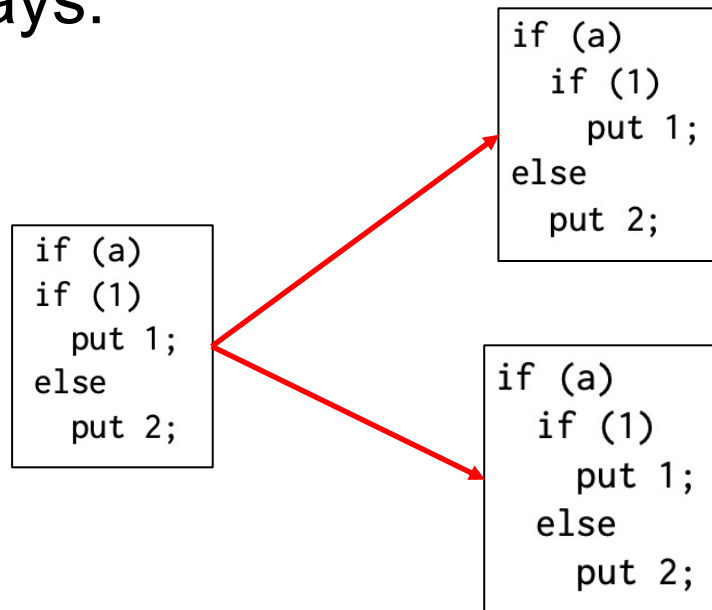 ays:
if (a)
if (1)
  put 1;
else
  put 2;
if (a)
  if (1)
    put 1;
else
  put 2;
if (a)
  if (1)
    put 1;
  else
    put 2;